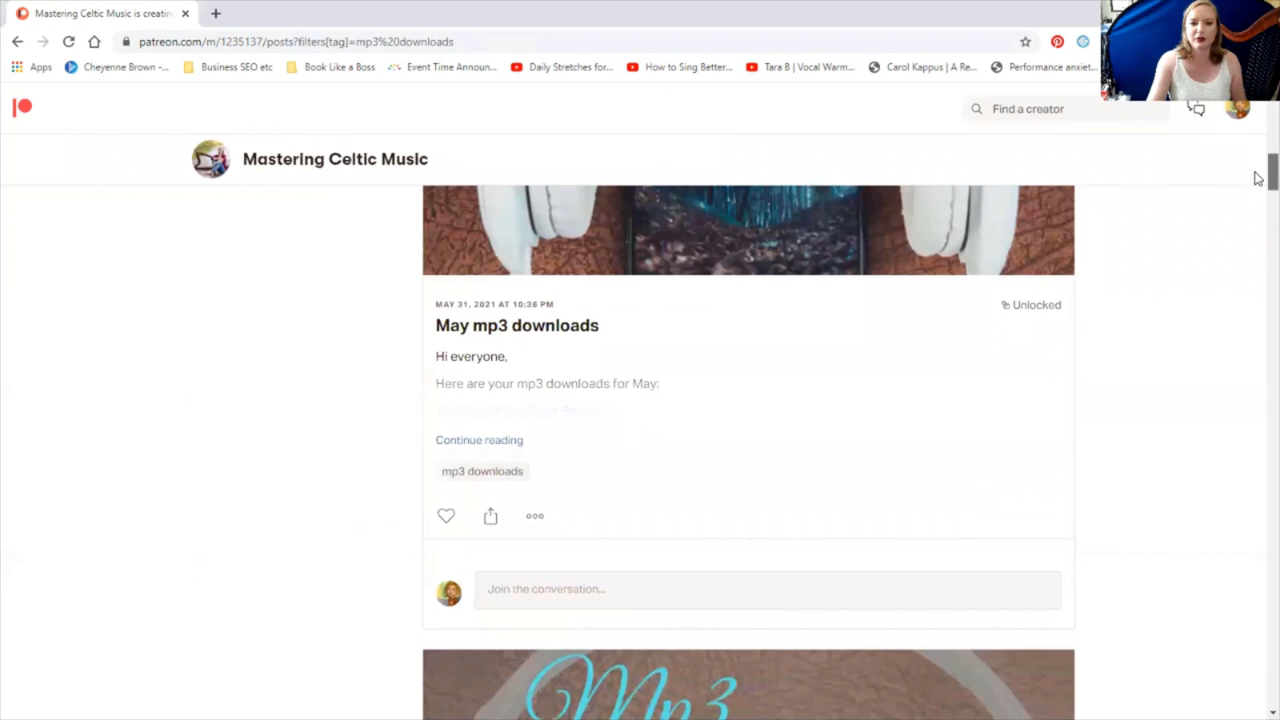 Mastering Celtic Music is creatin
patreon.com/m/1235137/posts?filters[tag]=mp3%20downloads
Apps
Cheyenne Brown -...
Business SEO etc
Book Like a Boss
Event Time Announ...
Daily Stretches for...
How to Sing Better...
Tara B | Vocal Warm...
Carol Kappus | A Re...
Performance anxiet...
Find a creator
Mastering Celtic Music
MAY 31, 2021 AT 10:36 PM
Unlocked
May mp3 downloads
Hi everyone,
Here are your mp3 downloads for May:
Continue reading
mp3 downloads
Join the conversation...
Mp3